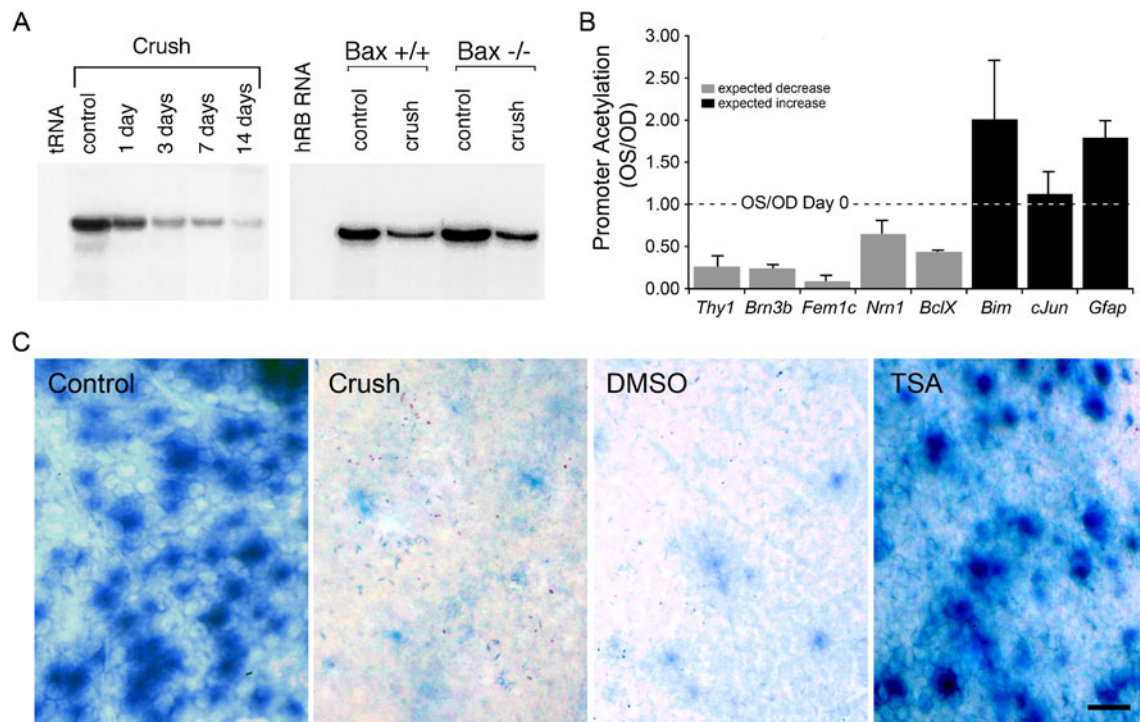 A
Crush
tRNA
control
1 day
3 days
7 days
14 days
Bax +/+
Bax -/-
hRB RNA
control
crush
control
crush
B
Promoter Acetylation
(OS/OD)
3.00
2.50
2.00
1.50
1.00
0.50
0.00
expected decrease
expected increase
OS/OD Day 0
Thy1 Brn3b Fem1c Nrn1 BclX Bim cJun Gfap
C
Control
Crush
DMSO
TSA